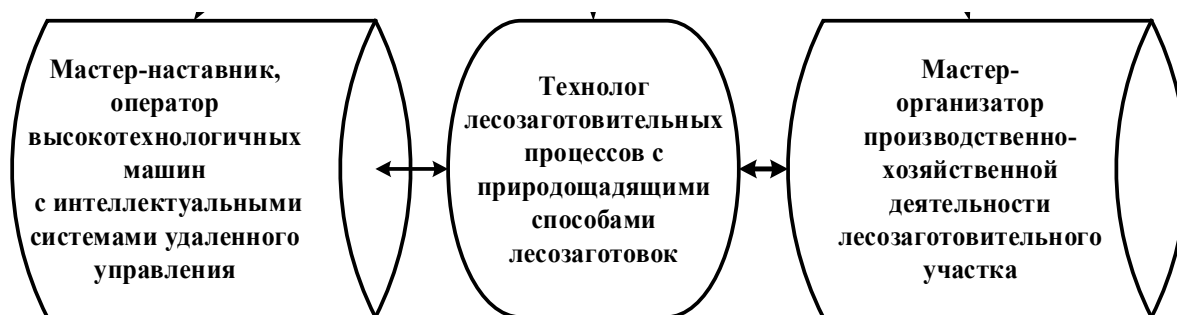 Мастер-наставник,
оператор
высокотехнологичных
машин
с интеллектуальными
системами удаленного
управления
Технолог
лесозаготовительных
процессов с
природощадящими
способами
лесозаготовок
Мастер-
организатор
производственно-
хозяйственной
деятельности
лесозаготовительного
участка